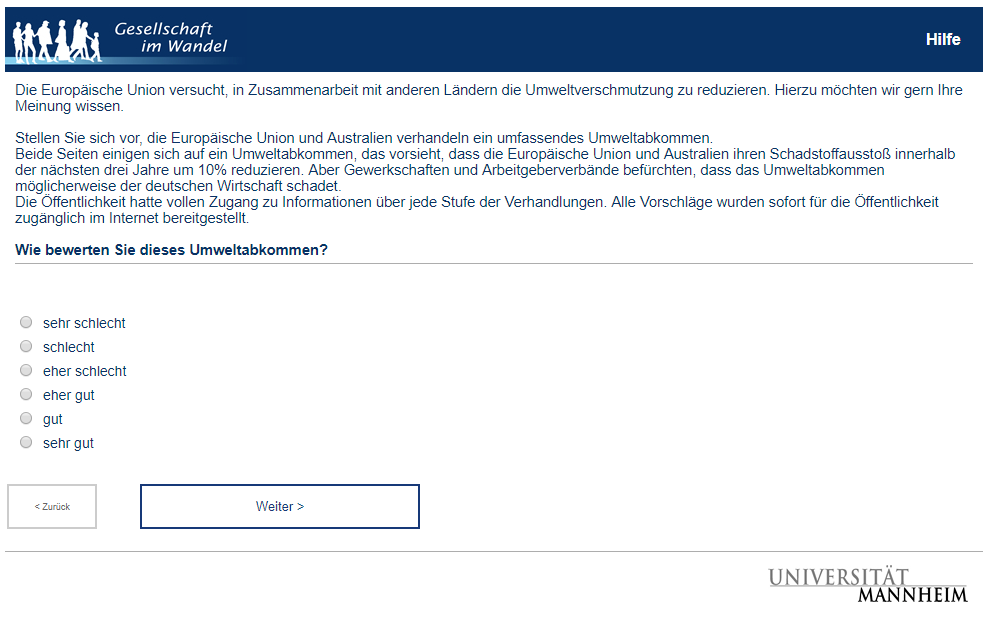 Gesellschaft
im Wandel
Hilfe
Die Europäische Union versucht, in Zusammenarbeit mit anderen Ländern die Umweltverschmutzung zu reduzieren. Hierzu möchten wir gern Ihre
Meinung wissen.
Stellen Sie sich vor, die Europäische Union und Australien verhandeln ein umfassendes Umweltabkommen.
Beide Seiten einigen sich auf ein Umweltabkommen, das vorsieht, dass die Europäische Union und Australien ihren Schadstoffausstoß innerhalb
der nächsten drei Jahre um 10% reduzieren. Aber Gewerkschaften und Arbeitgeberverbände befürchten, dass das Umweltabkommen
möglicherweise der deutschen Wirtschaft schadet.
Die Öffentlichkeit hatte vollen Zugang zu Informationen über jede Stufe der Verhandlungen. Alle Vorschläge wurden sofort für die Öffentlichkeit
zugänglich im Internet bereitgestellt.
Wie bewerten Sie dieses Umweltabkommen?
sehr schlecht
schlecht
eher schlecht
eher gut
gut
sehr gut
< Zurück
Weiter >
UNIVERSITÄT
MANNHEIM